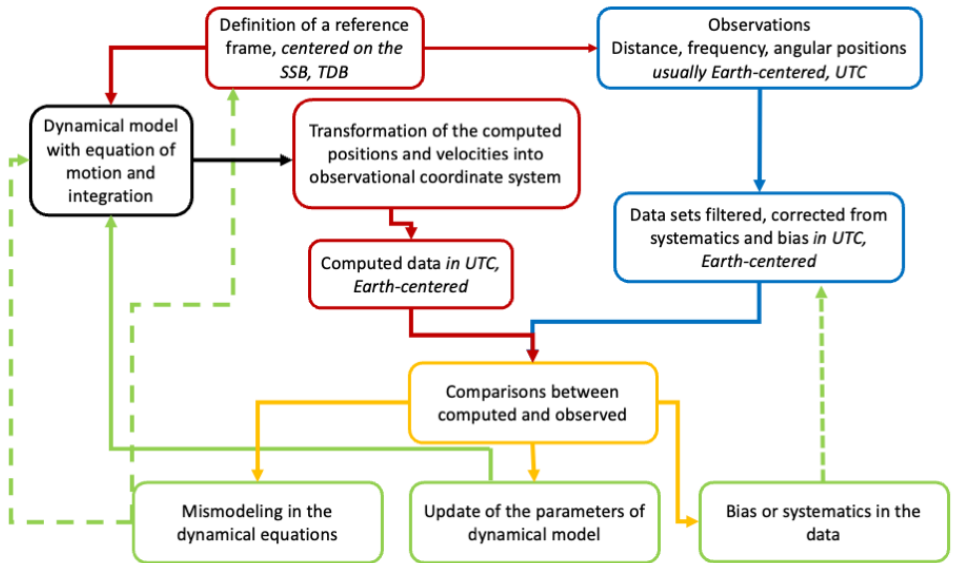 Definition of a reference
frame, centered on the
SSB, TDB
Observations
Distance, frequency, angular positions
usually Earth-centered, UTC
Dynamical model
with equation of
motion and
integration
Transformation of the computed
positions and velocities into
observational coordinate system
Data sets filtered, corrected from
systematics and bias in UTC,
Earth-centered
Computed data in UTC,
Earth-centered
Comparisons between
computed and observed
Mismodeling in the
dynamical equations
Update of the parameters of
dynamical model
Bias or systematics in the
data